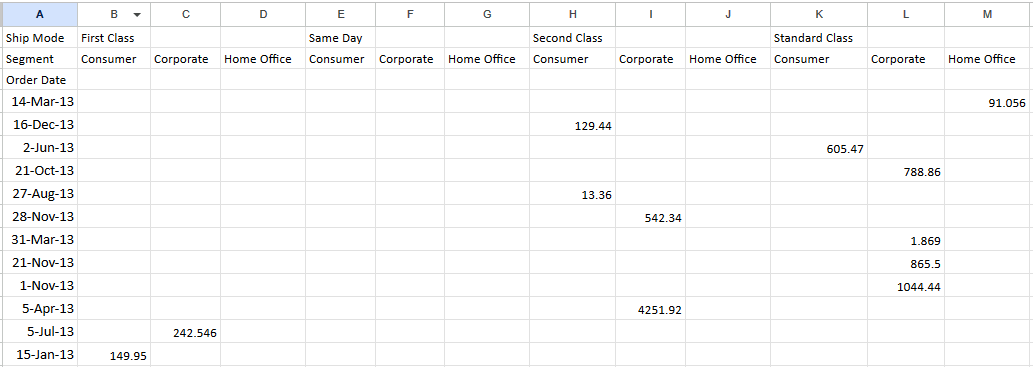 A B C D E F G H I J K L M
Ship Mode First Class Same Day Second Class Standard Class
Segment Consumer Corporate Home Office Consumer Corporate Home Office Consumer Corporate Home Office Consumer Corporate Home Office
Order Date
14-Mar-13 91.056
16-Dec-13 129.44
2-Jun-13 605.47
21-Oct-13 788.86
27-Aug-13 13.36
28-Nov-13 542.34
31-Mar-13 1.869
21-Nov-13 865.5
1-Nov-13 1044.44
5-Apr-13 4251.92
5-Jul-13 242.546
15-Jan-13 149.95